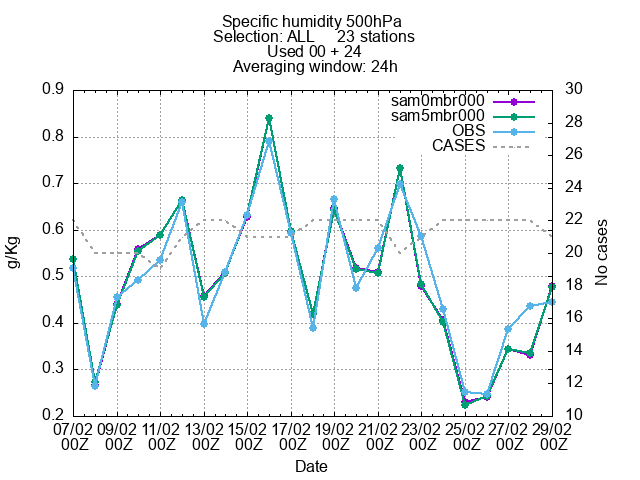 Specific humidity 500hPa
Selection: ALL 23 stations
Used 00 + 24
Averaging window: 24h
sam0mbr000
sam5mbr000
OBS
CASES
0.9
0.8
0.7
0.6
0.5
0.4
0.3
0.2
g/Kg
30
28
26
24
22
20
18
16
14
12
10
No cases
07/02 09/02 11/02 13/02 15/02 17/02 19/02 21/02 23/02 25/02 27/02 29/02
00Z 00Z 00Z 00Z 00Z 00Z 00Z 00Z 00Z 00Z 00Z 00Z
Date